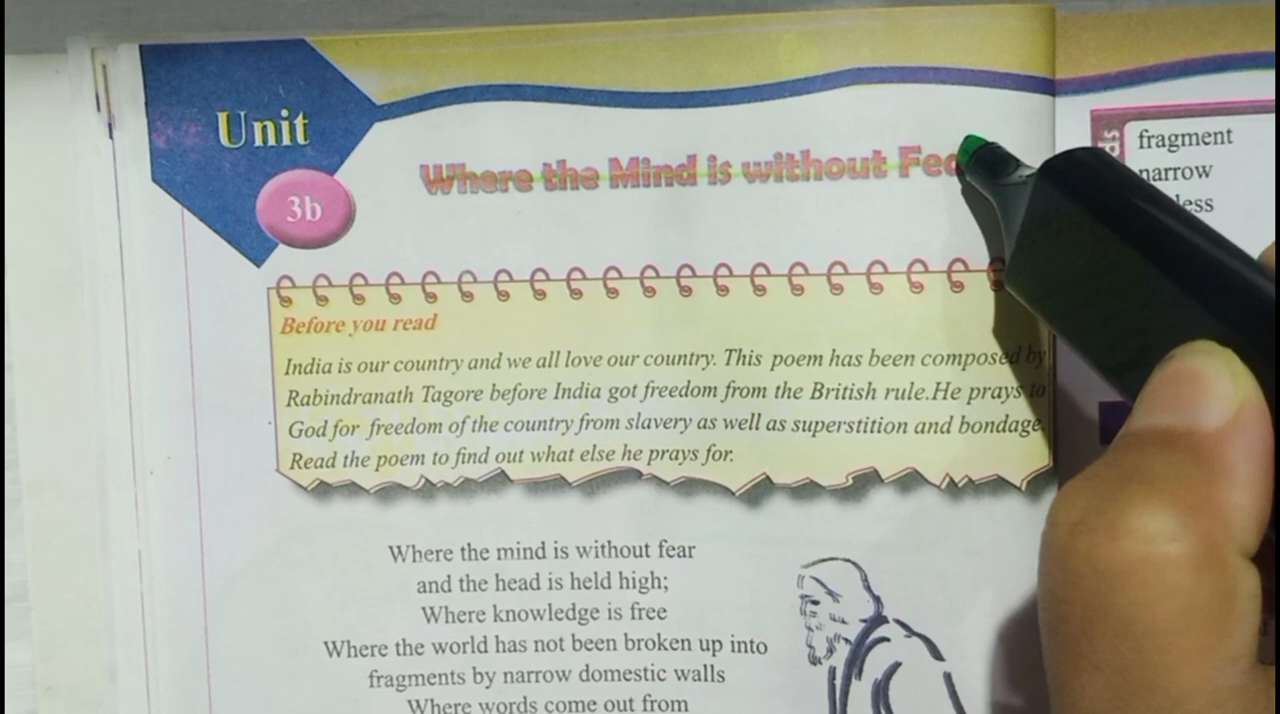 Unit
3b
Where the Mind is without
Before you read
India is our country and we all love our country. This poem has been composed by
Rabindranath Tagore before India got freedom from the British rule.He prays to
God for freedom of the country from slavery as well as superstition and bondage.
Read the poem to find out what else he prays for.
Where the mind is without fear
and the head is held high;
Where knowledge is free
Where the world has not been broken up into
fragments by narrow domestic walls
Where words come out from
fragment
narrow